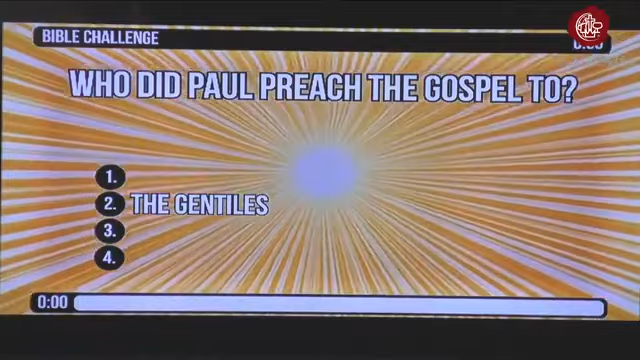 BIBLE CHALLENGE
WHO DID PAUL PREACH THE GOSPEL TO?
1.
2. THE GENTILES
3.
4.
0:00